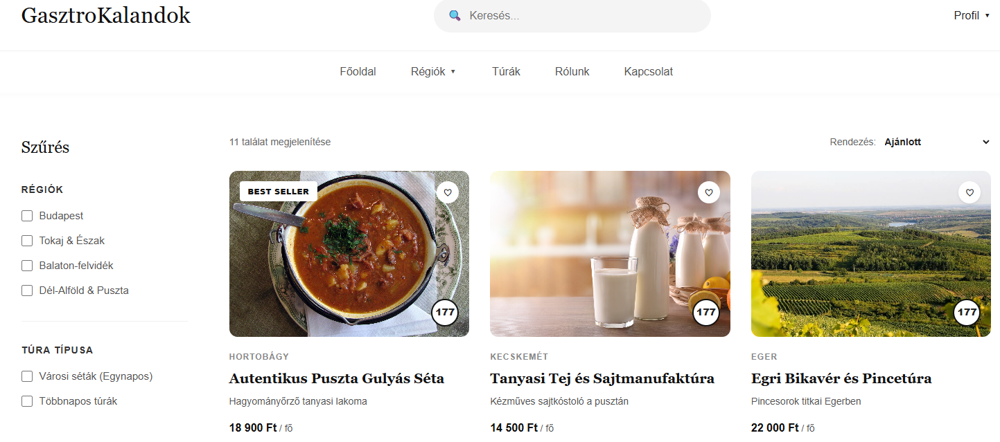 GasztroKalandok
Keresés...
Profil ▼
Főoldal
Régiók ▼
Túrák
Rólunk
Kapcsolat
Szűrés
RÉGIÓK
Budapest
Tokaj & Észak
Balaton-felvidék
Dél-Alföld & Puszta
TÚRA TÍPUSA
Városi séták (Egynapos)
Többnapos túrák
11 találat megjelenítése
Rendezés: Ajánlott
BEST SELLER
177
HORTOBÁGY
Autentikus Puszta Gulyás Séta
Hagyományőrző tanyasi lakoma
18 900 Ft / fő
177
KECSKEMÉT
Tanyasi Tej és Sajtmanufaktúra
Kézműves sajtkóstoló a pusztán
14 500 Ft / fő
177
EGER
Egri Bikavér és Pincetúra
Pincesorok titkai Egerben
22 000 Ft / fő